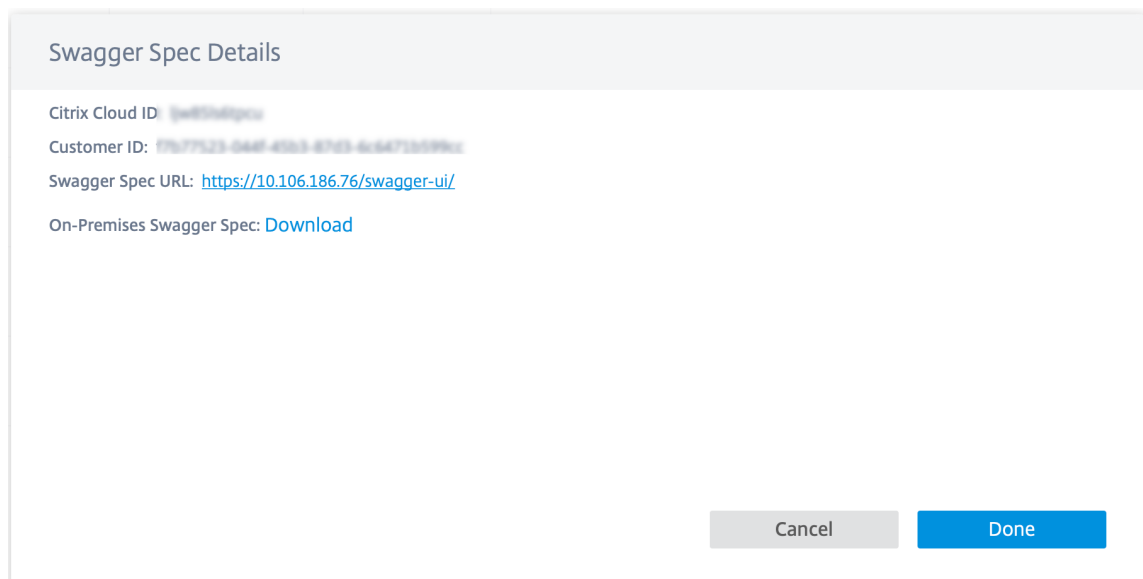 Swagger Spec Details
Citrix Cloud ID:
Customer ID:
Swagger Spec URL: https://10.106.186.76/swagger-ui/
On-Premises Swagger Spec: Download
Cancel Done